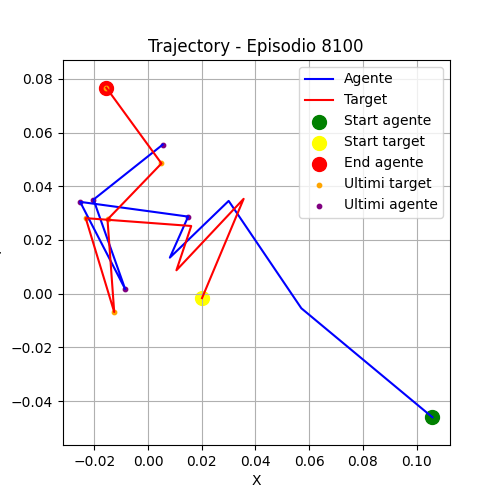 Trajectory - Episodio 8100
Agente
Target
Start agente
Start target
End agente
Ultimi target
Ultimi agente
0.08
0.06
0.04
0.02
0.00
−0.02
−0.04
−0.02
0.00
0.02
0.04
0.06
0.08
0.10
X